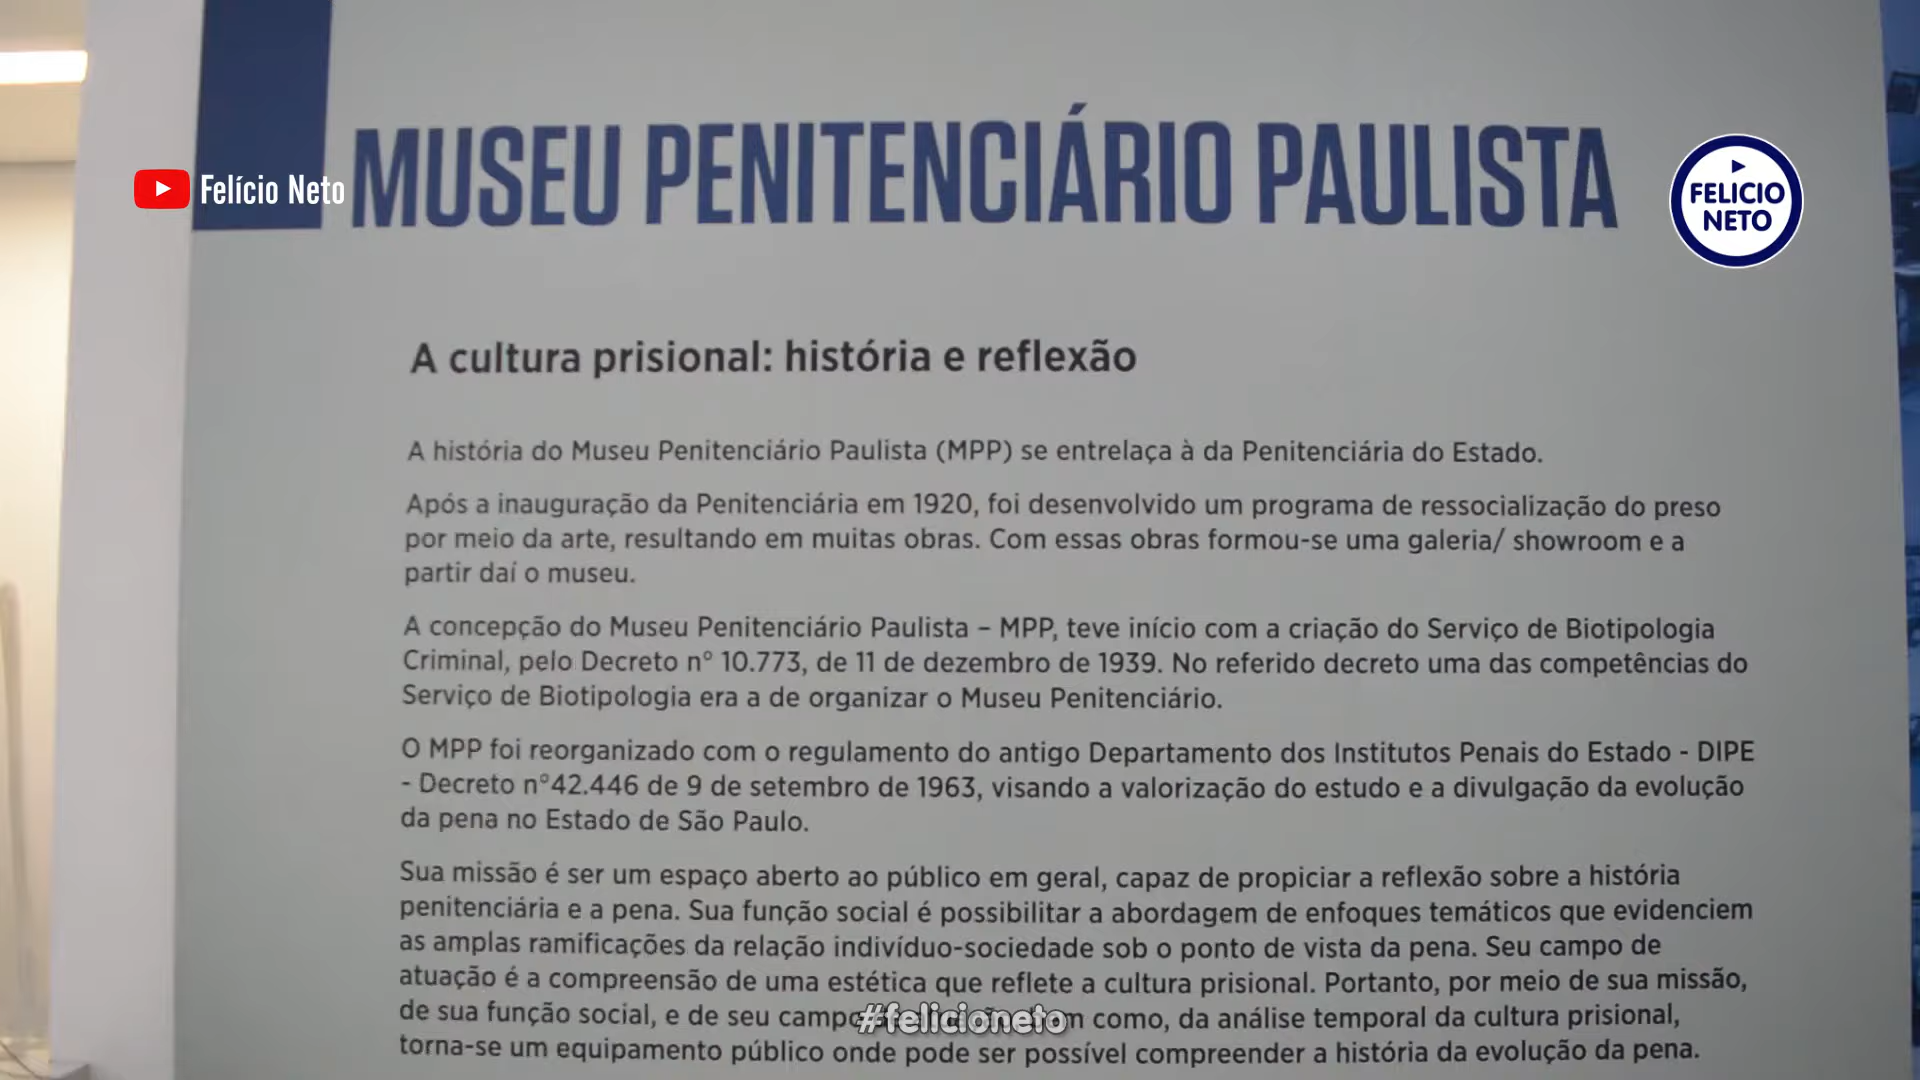 MUSEU PENITENCIÁRIO PAULISTA
Felício Neto
FELICIO
NETO
A cultura prisional: história e reflexão
A história do Museu Penitenciário Paulista (MPP) se entrelaça à da Penitenciária do Estado.
Após a inauguração da Penitenciária em 1920, foi desenvolvido um programa de ressocialização do preso
por meio da arte, resultando em muitas obras. Com essas obras formou-se uma galeria/ showroom e a
partir daí o museu.
A concepção do Museu Penitenciário Paulista – MPP, teve início com a criação do Serviço de Biotipologia
Criminal, pelo Decreto n° 10.773, de 11 de dezembro de 1939. No referido decreto uma das competências do
Serviço de Biotipologia era a de organizar o Museu Penitenciário.
O MPP foi reorganizado com o regulamento do antigo Departamento dos Institutos Penais do Estado - DIPE
- Decreto n°42.446 de 9 de setembro de 1963, visando a valorização do estudo e a divulgação da evolução
da pena no Estado de São Paulo.
Sua missão é ser um espaço aberto ao público em geral, capaz de propiciar a reflexão sobre a história
penitenciária e a pena. Sua função social é possibilitar a abordagem de enfoques temáticos que evidenciem
as amplas ramificações da relação indivíduo-sociedade sob o ponto de vista da pena. Seu campo de
atuação é a compreensão de uma estética que reflete a cultura prisional. Portanto, por meio de sua missão,
de sua função social, e de seu campo como, da análise temporal da cultura prisional,
#felicioneto
torna-se um equipamento público onde pode ser possível compreender a história da evolução da pena.